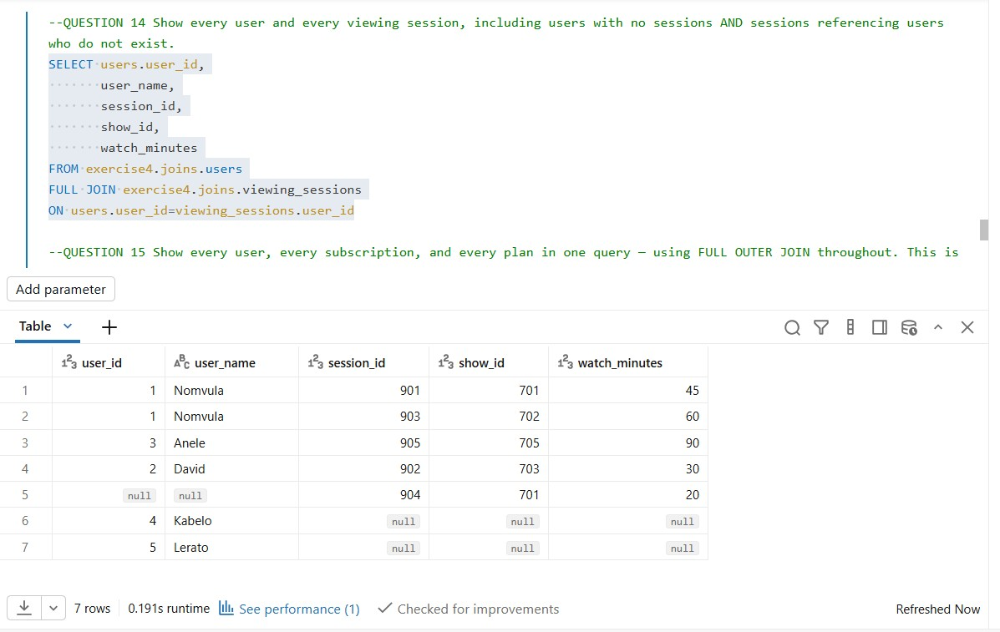 --QUESTION 14 Show every user and every viewing session, including users with no sessions AND sessions referencing users
who do not exist.
SELECT users.user_id,
user_name,
session_id,
show_id,
watch_minutes
FROM exercise4.joins.users
FULL JOIN exercise4.joins.viewing_sessions
ON users.user_id=viewing_sessions.user_id
--QUESTION 15 Show every user, every subscription, and every plan in one query — using FULL OUTER JOIN throughout. This is
Add parameter
Table
user_id user_name session_id show_id watch_minutes
1 1 Nomvula 901 701 45
2 1 Nomvula 903 702 60
3 3 Anele 905 705 90
4 2 David 902 703 30
5 null null 904 701 20
6 4 Kabelo null null null
7 5 Lerato null null null
7 rows 0.191s runtime See performance (1) Checked for improvements Refreshed Now